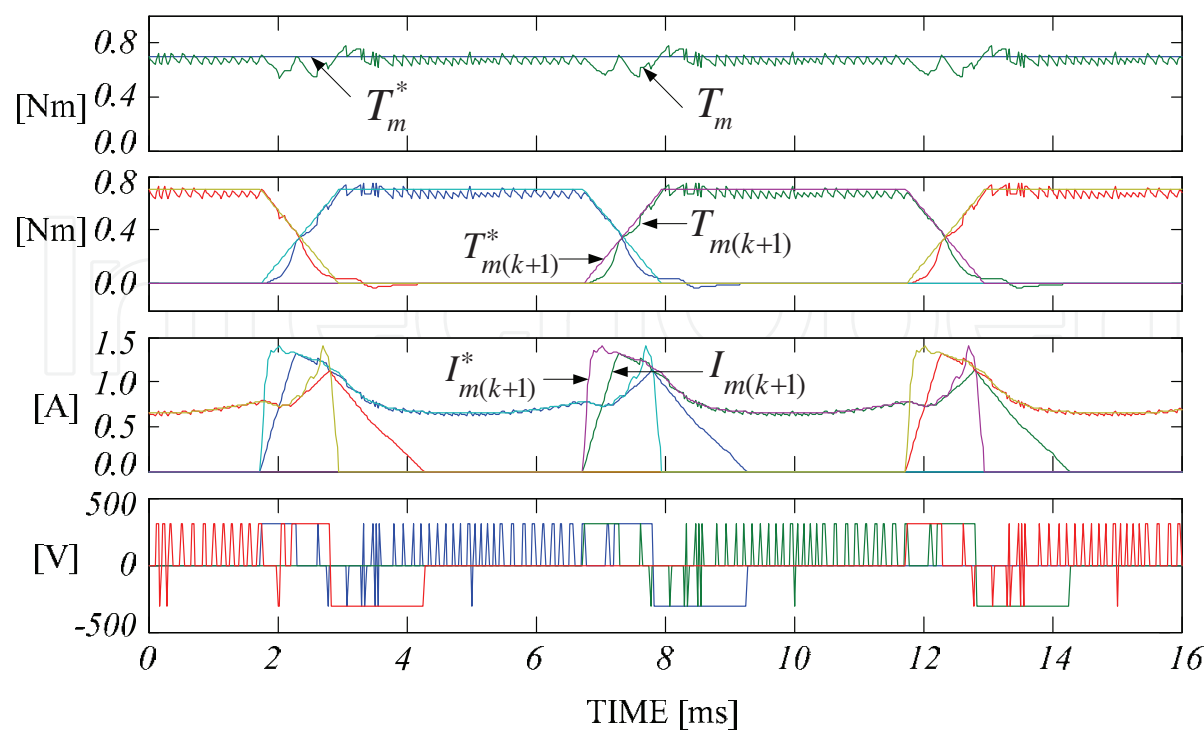 0.8
0.4
0.0
[Nm]
T*m
Tm
0.8
0.4
0.0
[Nm]
T*m(k+1)
Tm(k+1)
1.5
1.0
0.5
0.0
[A]
I*m(k+1)
Im(k+1)
500
0
-500
[V]
0 2 4 6 8 10 12 14 16
TIME [ms]
InTechOpen